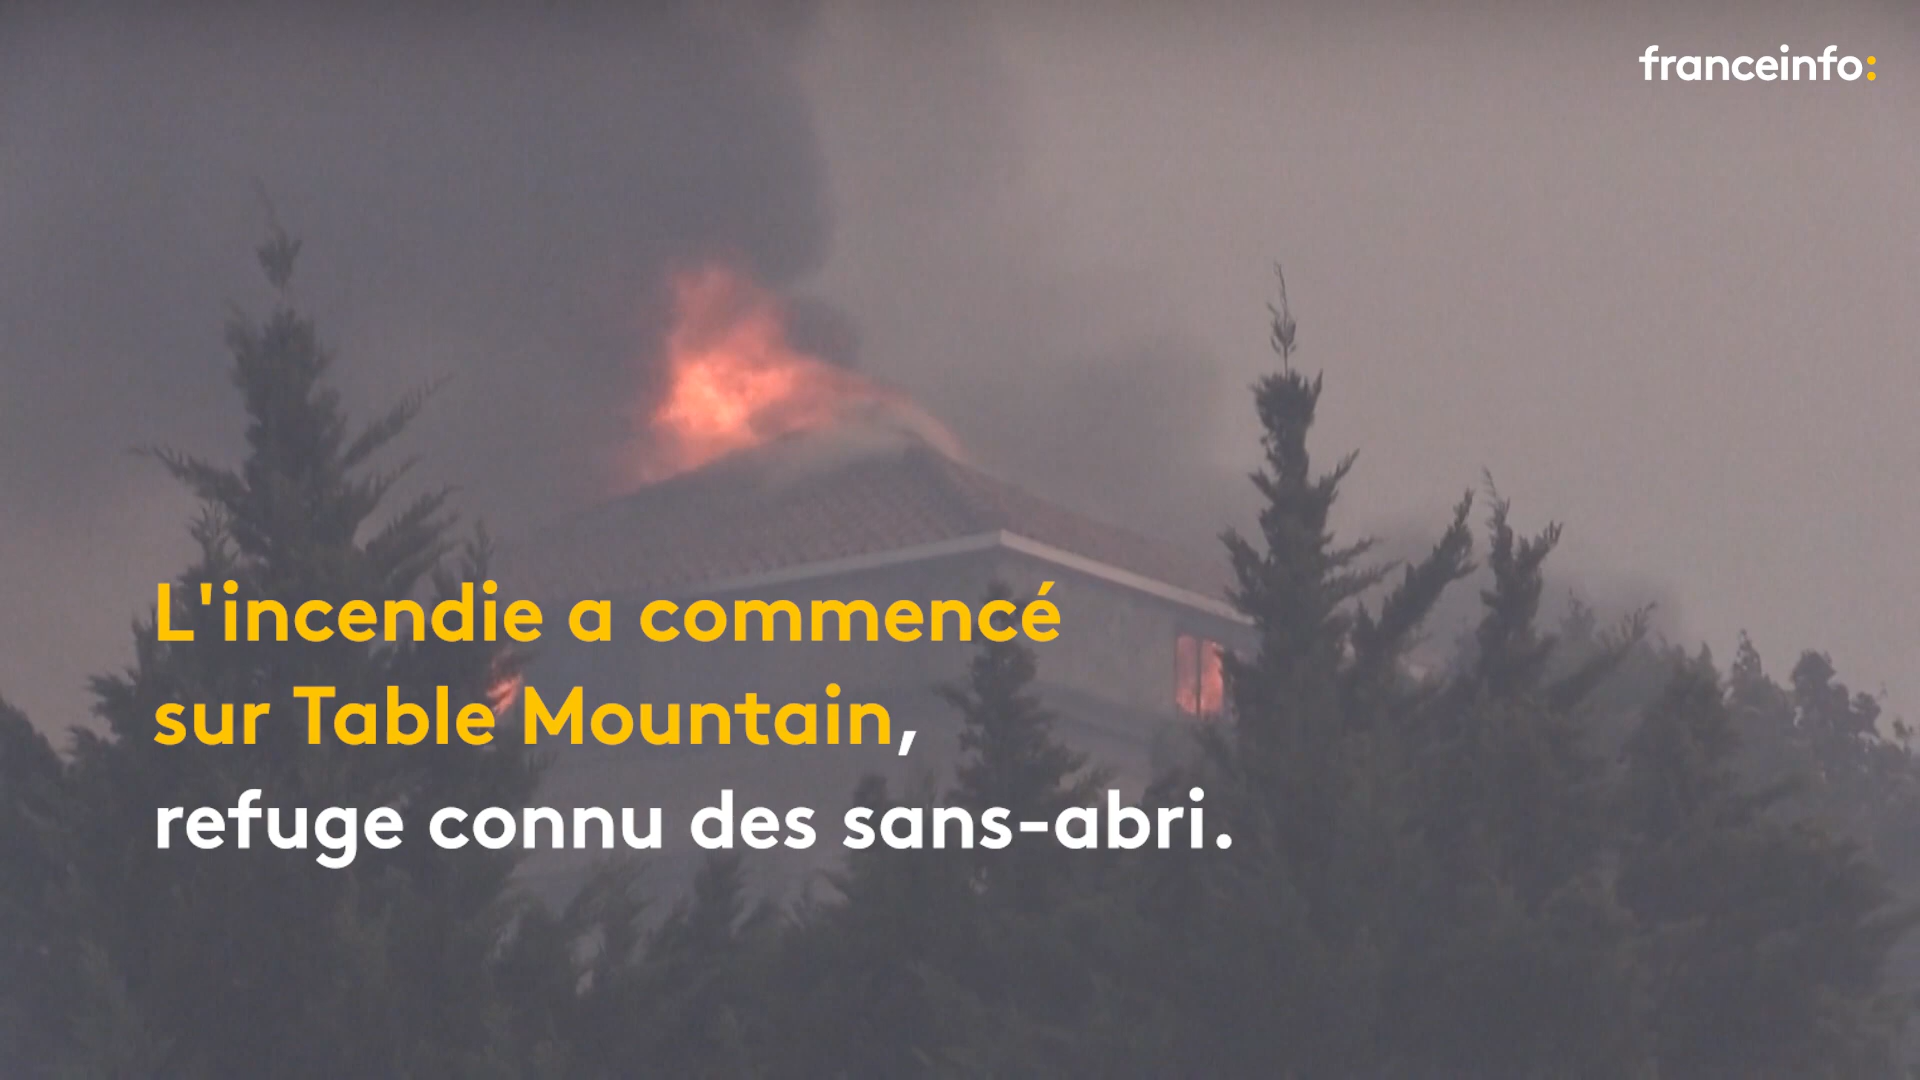 franceinfo:
L'incendie a commencé
sur Table Mountain,
refuge connu des sans-abri.